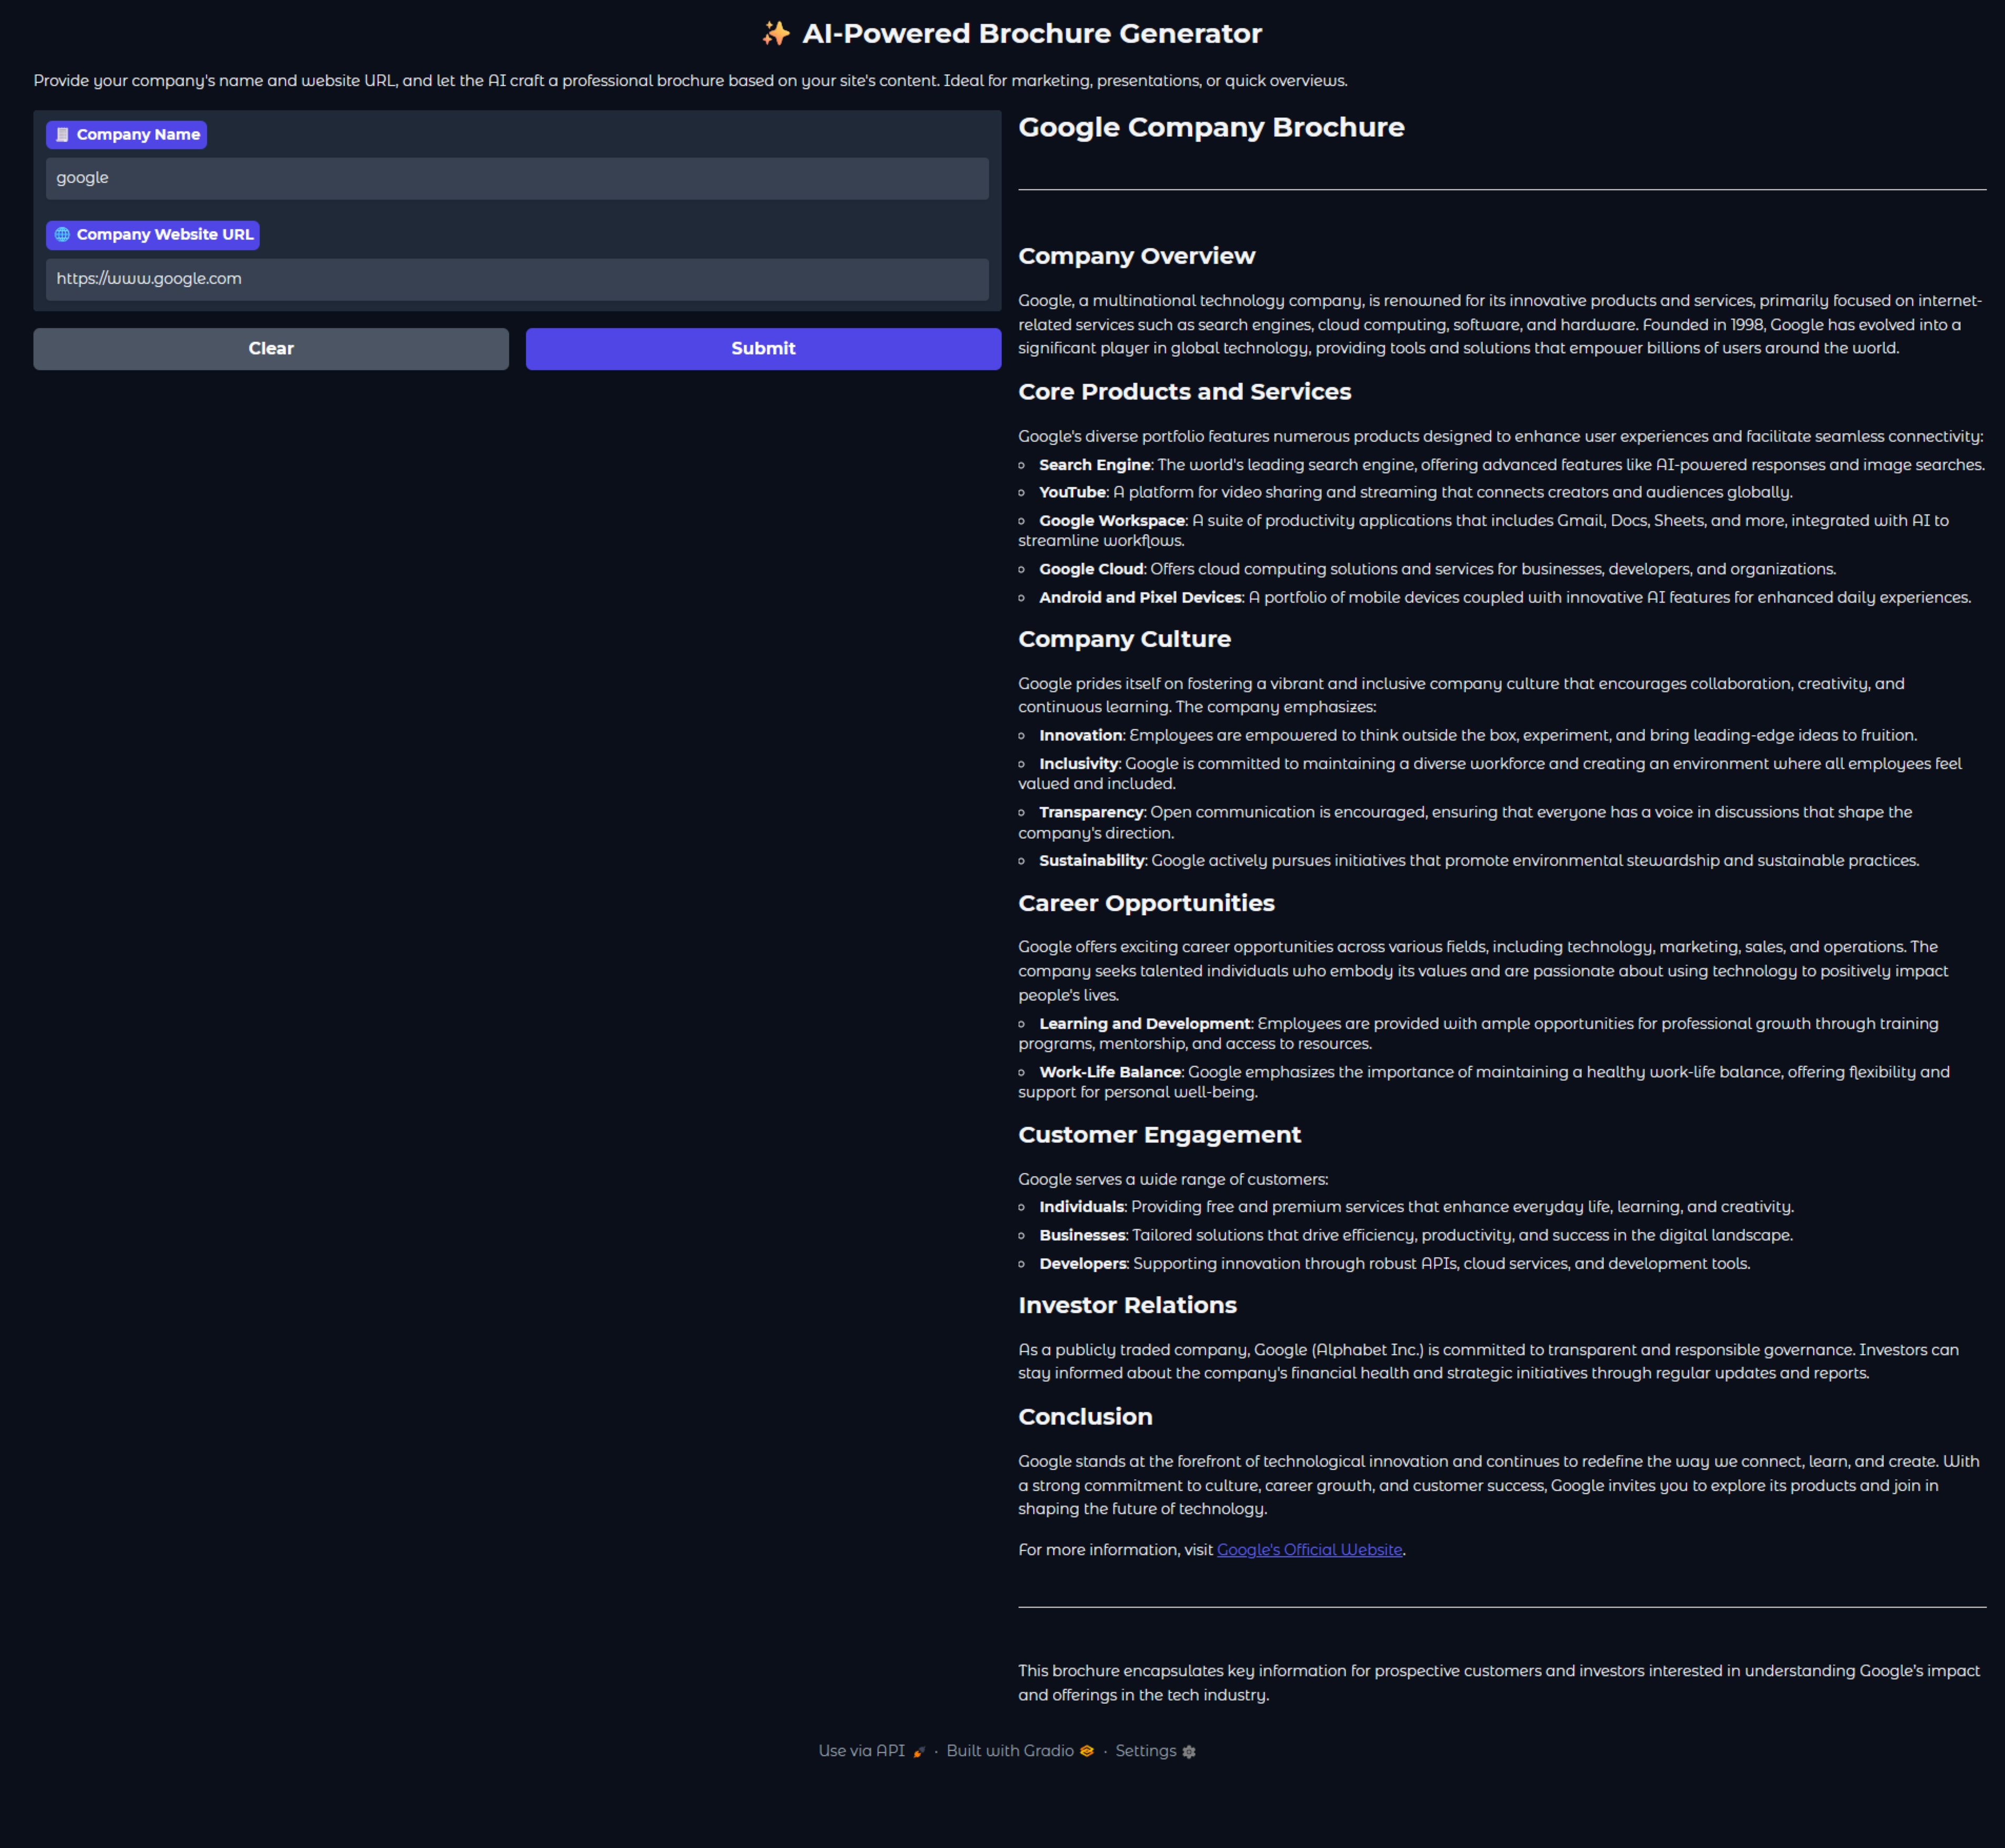 ✨ AI-Powered Brochure Generator
Provide your company's name and website URL, and let the AI craft a professional brochure based on your site's content. Ideal for marketing, presentations, or quick overviews.
Company Name
google
Company Website URL
https://www.google.com
Clear
Submit
Google Company Brochure
Company Overview
Google, a multinational technology company, is renowned for its innovative products and services, primarily focused on internet-
related services such as search engines, cloud computing, software, and hardware. Founded in 1998, Google has evolved into a
significant player in global technology, providing tools and solutions that empower billions of users around the world.
Core Products and Services
Google's diverse portfolio features numerous products designed to enhance user experiences and facilitate seamless connectivity:
◦ Search Engine: The world's leading search engine, offering advanced features like AI-powered responses and image searches.
◦ YouTube: A platform for video sharing and streaming that connects creators and audiences globally.
◦ Google Workspace: A suite of productivity applications that includes Gmail, Docs, Sheets, and more, integrated with AI to
streamline workflows.
◦ Google Cloud: Offers cloud computing solutions and services for businesses, developers, and organizations.
◦ Android and Pixel Devices: A portfolio of mobile devices coupled with innovative AI features for enhanced daily experiences.
Company Culture
Google prides itself on fostering a vibrant and inclusive company culture that encourages collaboration, creativity, and
continuous learning. The company emphasizes:
◦ Innovation: Employees are empowered to think outside the box, experiment, and bring leading-edge ideas to fruition.
◦ Inclusivity: Google is committed to maintaining a diverse workforce and creating an environment where all employees feel
valued and included.
◦ Transparency: Open communication is encouraged, ensuring that everyone has a voice in discussions that shape the
company's direction.
◦ Sustainability: Google actively pursues initiatives that promote environmental stewardship and sustainable practices.
Career Opportunities
Google offers exciting career opportunities across various fields, including technology, marketing, sales, and operations. The
company seeks talented individuals who embody its values and are passionate about using technology to positively impact
people's lives.
◦ Learning and Development: Employees are provided with ample opportunities for professional growth through training
programs, mentorship, and access to resources.
◦ Work-Life Balance: Google emphasizes the importance of maintaining a healthy work-life balance, offering flexibility and
support for personal well-being.
Customer Engagement
Google serves a wide range of customers:
◦ Individuals: Providing free and premium services that enhance everyday life, learning, and creativity.
◦ Businesses: Tailored solutions that drive efficiency, productivity, and success in the digital landscape.
◦ Developers: Supporting innovation through robust APIs, cloud services, and development tools.
Investor Relations
As a publicly traded company, Google (Alphabet Inc.) is committed to transparent and responsible governance. Investors can
stay informed about the company's financial health and strategic initiatives through regular updates and reports.
Conclusion
Google stands at the forefront of technological innovation and continues to redefine the way we connect, learn, and create. With
a strong commitment to culture, career growth, and customer success, Google invites you to explore its products and join in
shaping the future of technology.
For more information, visit Google's Official Website.
This brochure encapsulates key information for prospective customers and investors interested in understanding Google's impact
and offerings in the tech industry.
Use via API 🚀 · Built with Gradio · Settings ⚙